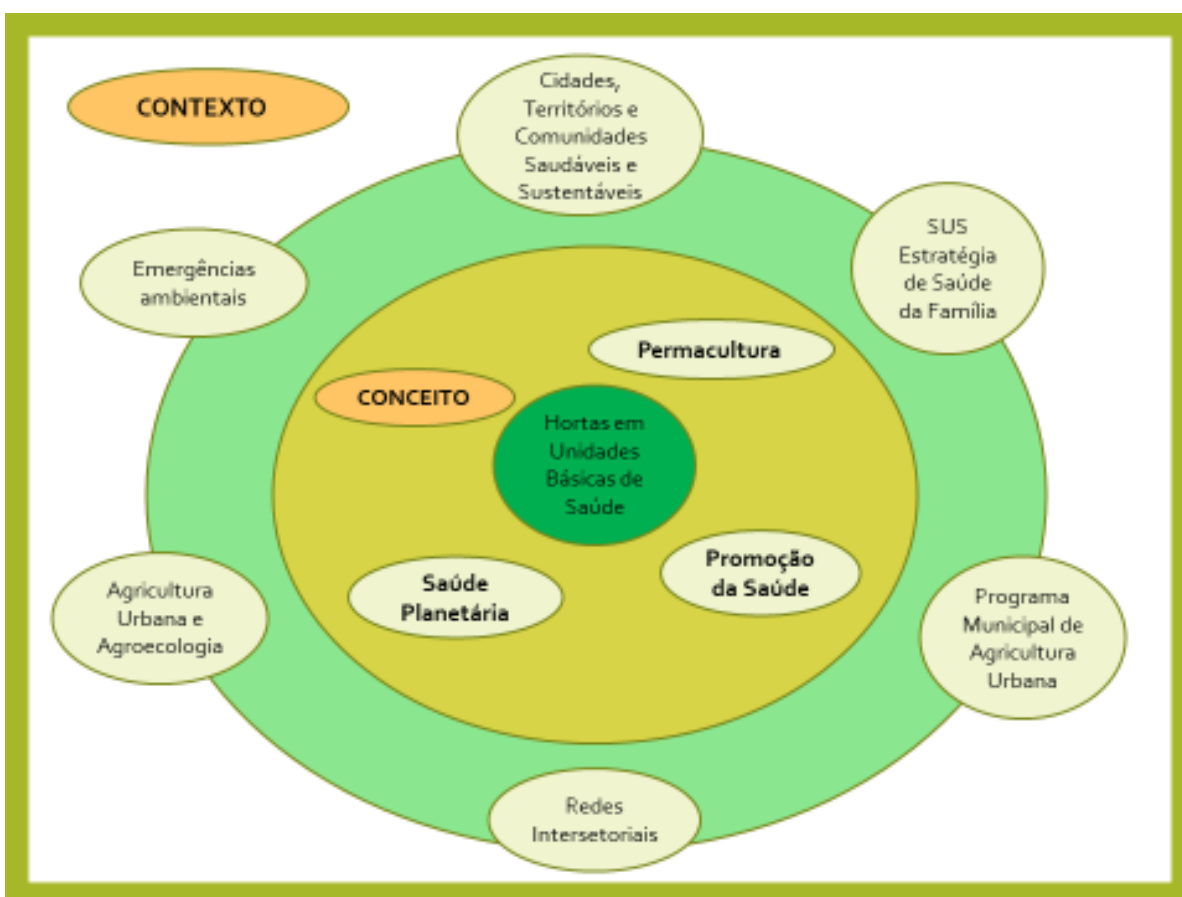 CONTEXTO
Cidades,
Territórios e
Comunidades
Saudáveis e
Sustentáveis
SUS
Estratégia
de Saúde
da Família
Emergências
ambientais
Permacultura
CONCEITO
Hortas em
Unidades
Básicas de
Saúde
Promoção
da Saúde
Saúde
Planetária
Agricultura
Urbana e
Agroecologia
Programa
Municipal de
Agricultura
Urbana
Redes
Intersetoriais